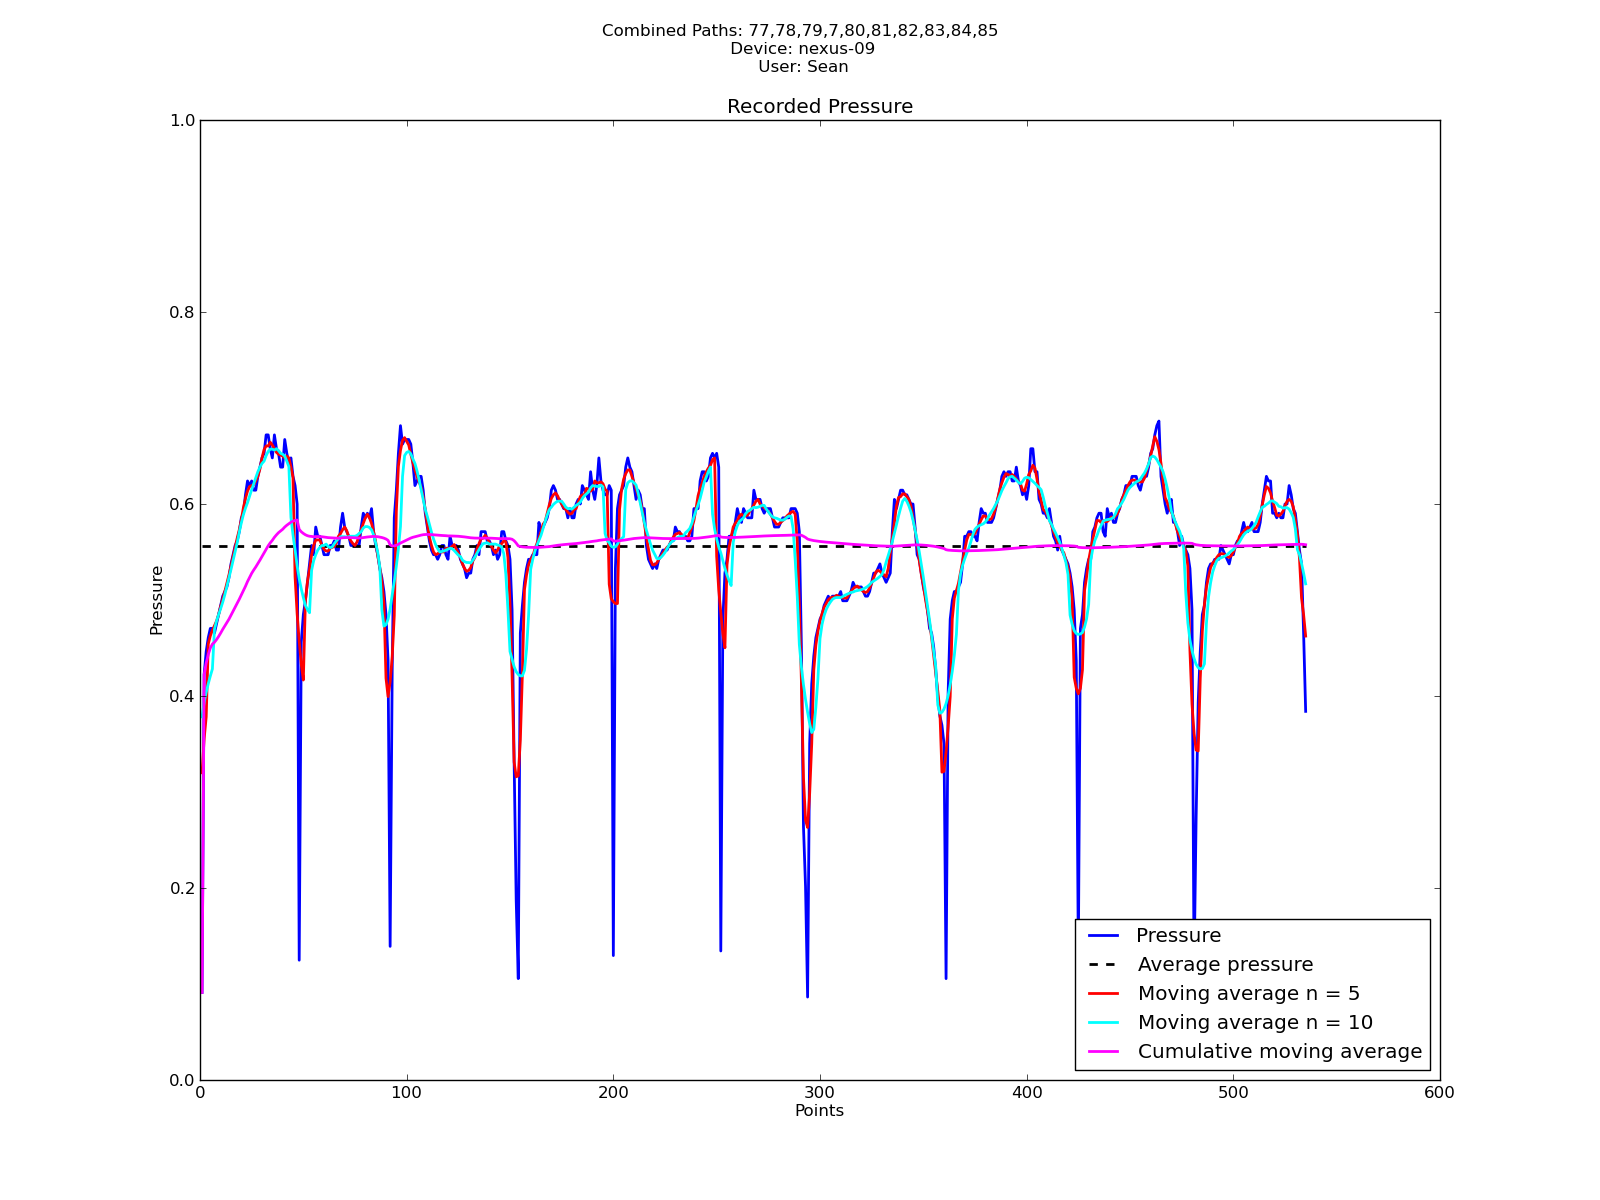 Combined Paths: 77,78,79,7,80,81,82,83,84,85
Device: nexus-09
User: Sean
Recorded Pressure
1.0
0.8
0.6
0.4
0.2
0.0
Pressure
0 100 200 300 400 500 600
Points
Pressure
Average pressure
Moving average n = 5
Moving average n = 10
Cumulative moving average